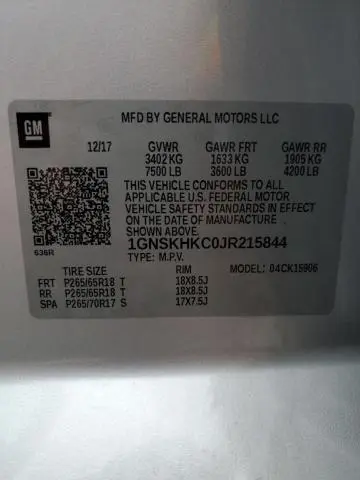 GM
MFD BY GENERAL MOTORS LLC
12/17 GVWR GAWR FRT GAWR RR
3402 KG 1633 KG 1905 KG
7500 LB 3600 LB 4200 LB
THIS VEHICLE CONFORMS TO ALL
APPLICABLE U.S. FEDERAL MOTOR
VEHICLE SAFETY STANDARDS IN EFFECT
ON THE DATE OF MANUFACTURE
SHOWN ABOVE.
1GNSKHKC0JR215844
636R TYPE: M.P.V.
TIRE SIZE RIM MODEL: 04CK15906
FRT P265/65R18 T 18X8.5J
RR P265/65R18 T 18X8.5J
SPA P265/70R17 S 17X7.5J